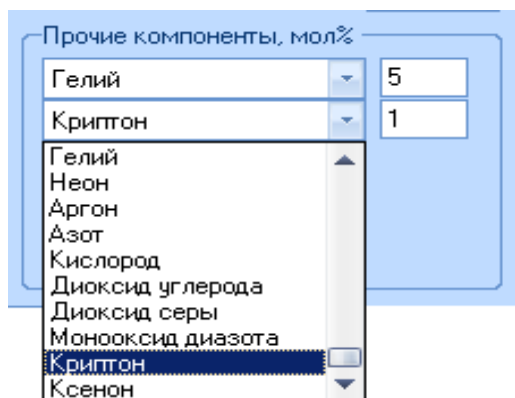 Прочие компоненты, мол%
Гелий 5
Криптон 1
Гелий
Неон
Аргон
Азот
Кислород
Диоксид углерода
Диоксид серы
Монооксид диазота
Криптон
Ксенон